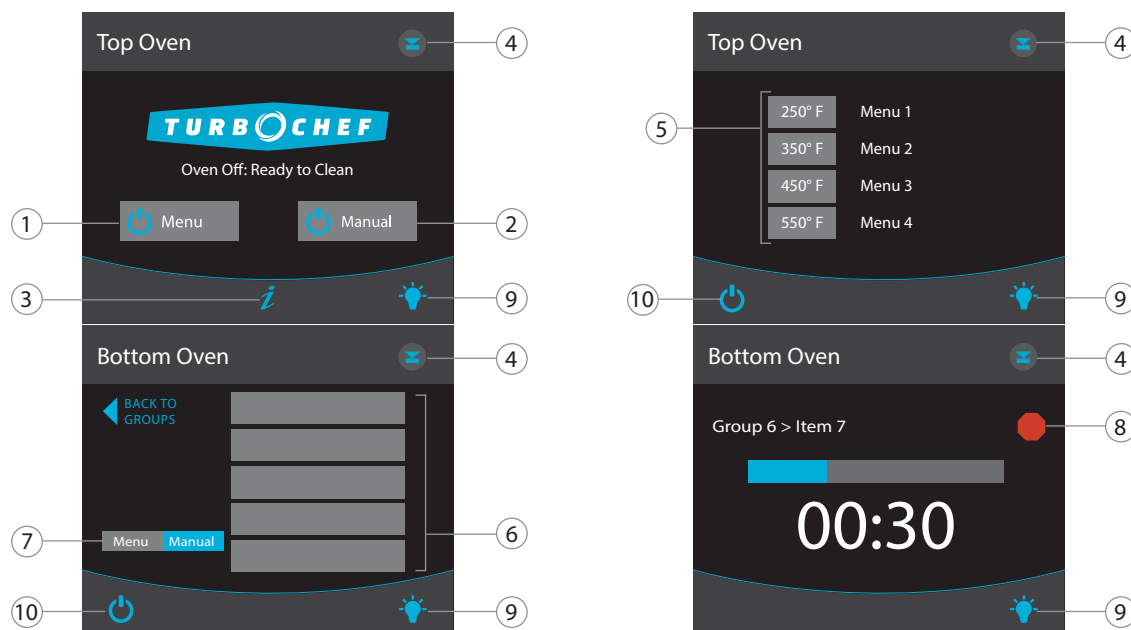 Top Oven
4
TURBOCHEF
Oven Off: Ready to Clean
1
Menu
Manual
2
3
i
9
Bottom Oven
4
BACK TO
GROUPS
7
Menu Manual
6
10
9
Top Oven
4
5
250° F Menu 1
350° F Menu 2
450° F Menu 3
550° F Menu 4
10
9
Bottom Oven
4
Group 6 > Item 7
8
00:30
9